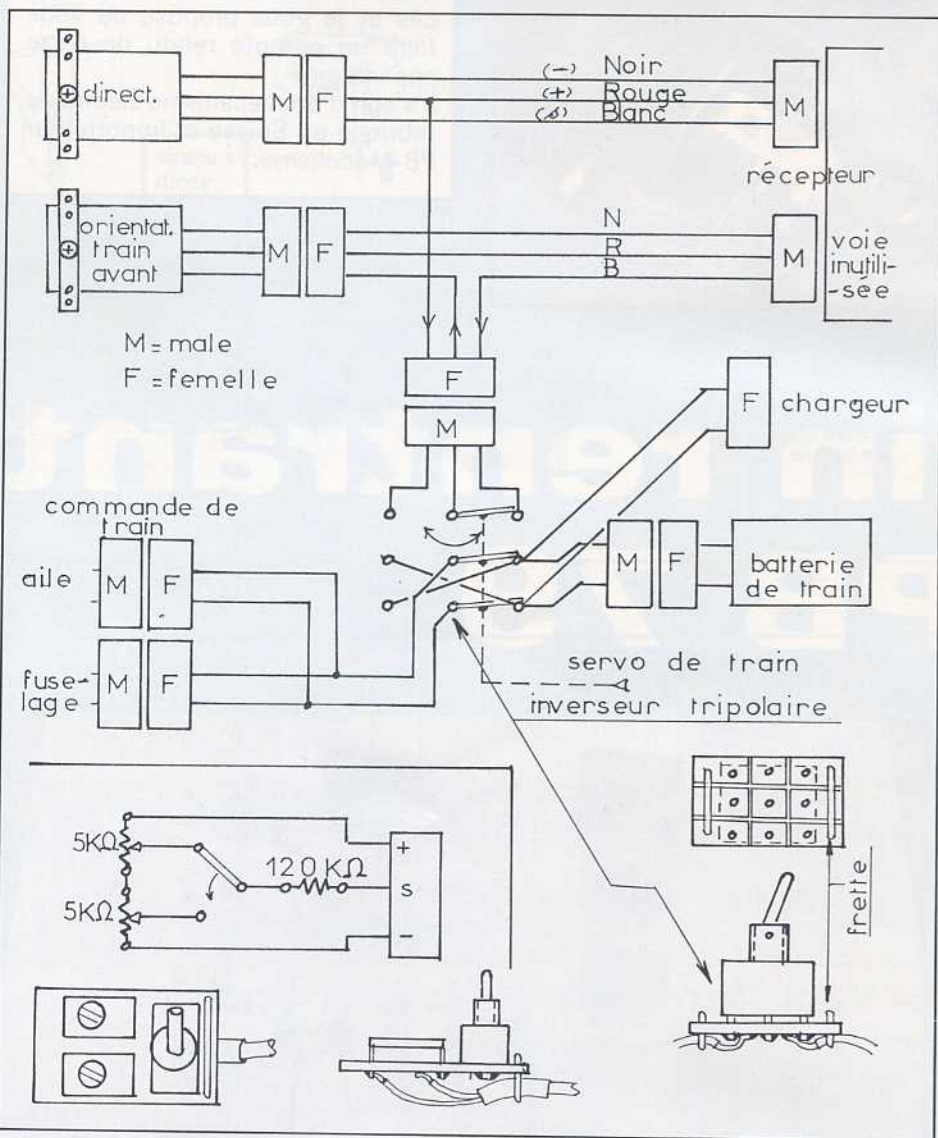 direct.
M F
(-) Noir
(+) Rouge
(s) Blanc
M
récepteur
orientat.
train
avant
M F
N
R
B
M
voie
inutili-
-sée
M = male
F = femelle
F
M
F chargeur
commande de
train
aile
M F
fuse-
lage
M F
M F
batterie
de train
servo de train
inverseur tripolaire
5KΩ
5KΩ
120 KΩ
+
s
-
frette